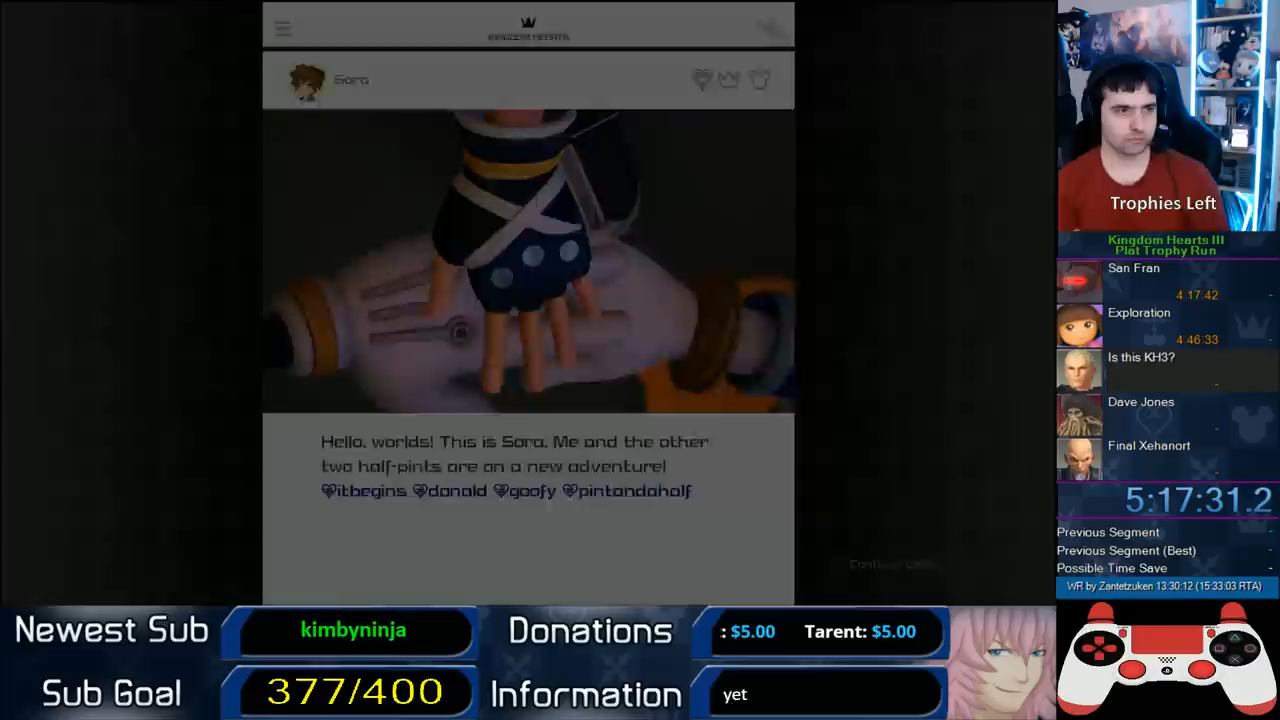 KINGDOM HEARTS
Sora
Hello, worlds! This is Sora. Me and the other
two half-pints are on a new adventure!
itbegins donald goofy pintandahalf
Trophies Left
Kingdom Hearts III
Plat Trophy Run
San Fran
4:17:42 -
Exploration
4:46:33 -
Is this KH3?
-
Dave Jones
-
Final Xehanort
-
5:17:31.2
Previous Segment -
Previous Segment (Best) -
Possible Time Save -
WR by Zantetzuken 13:30:12 (15:33:03 RTA)
Newest Sub
kimbyninja
Donations
: $5.00 Tarent: $5.00
Sub Goal
377/400
Information
yet